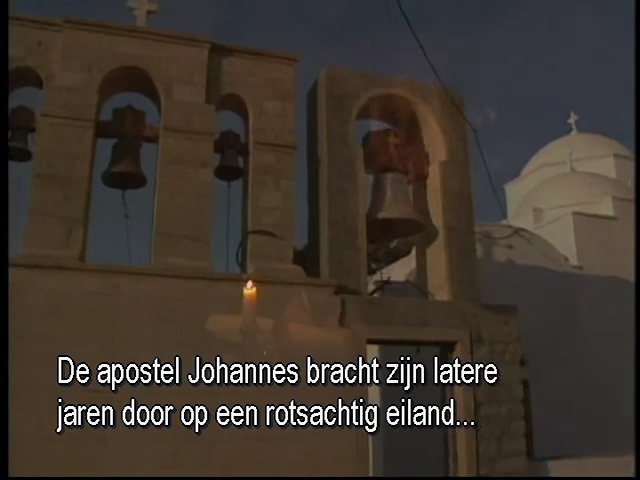 De apostel Johannes bracht zijn latere
jaren door op een rotsachtig eiland...